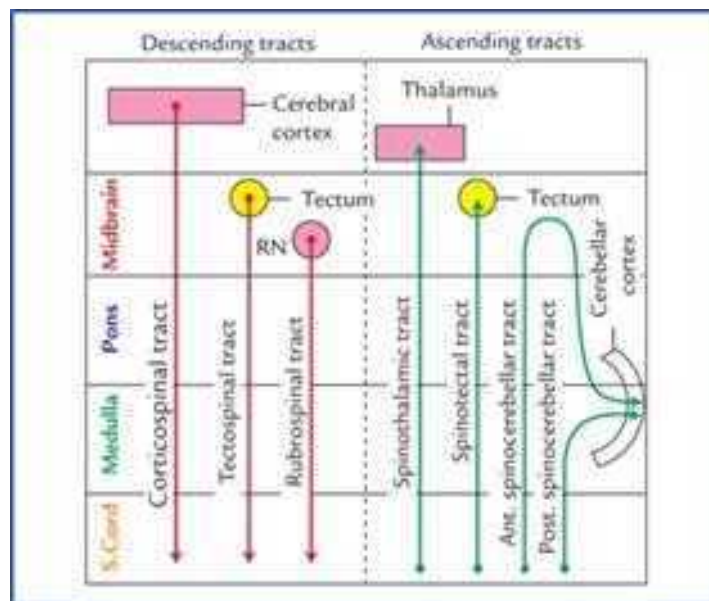 Descending tracts
Ascending tracts
Cerebral
cortex
Thalamus
Midbrain
Tectum
RN
Tectum
Cerebellar
cortex
Pons
Medulla
S.Cord
Corticospinal tract
Tectospinal tract
Rubrospinal tract
Spinothalamic tract
Spinotectal tract
Ant. spinocerebellar tract
Post. spinocerebellar tract